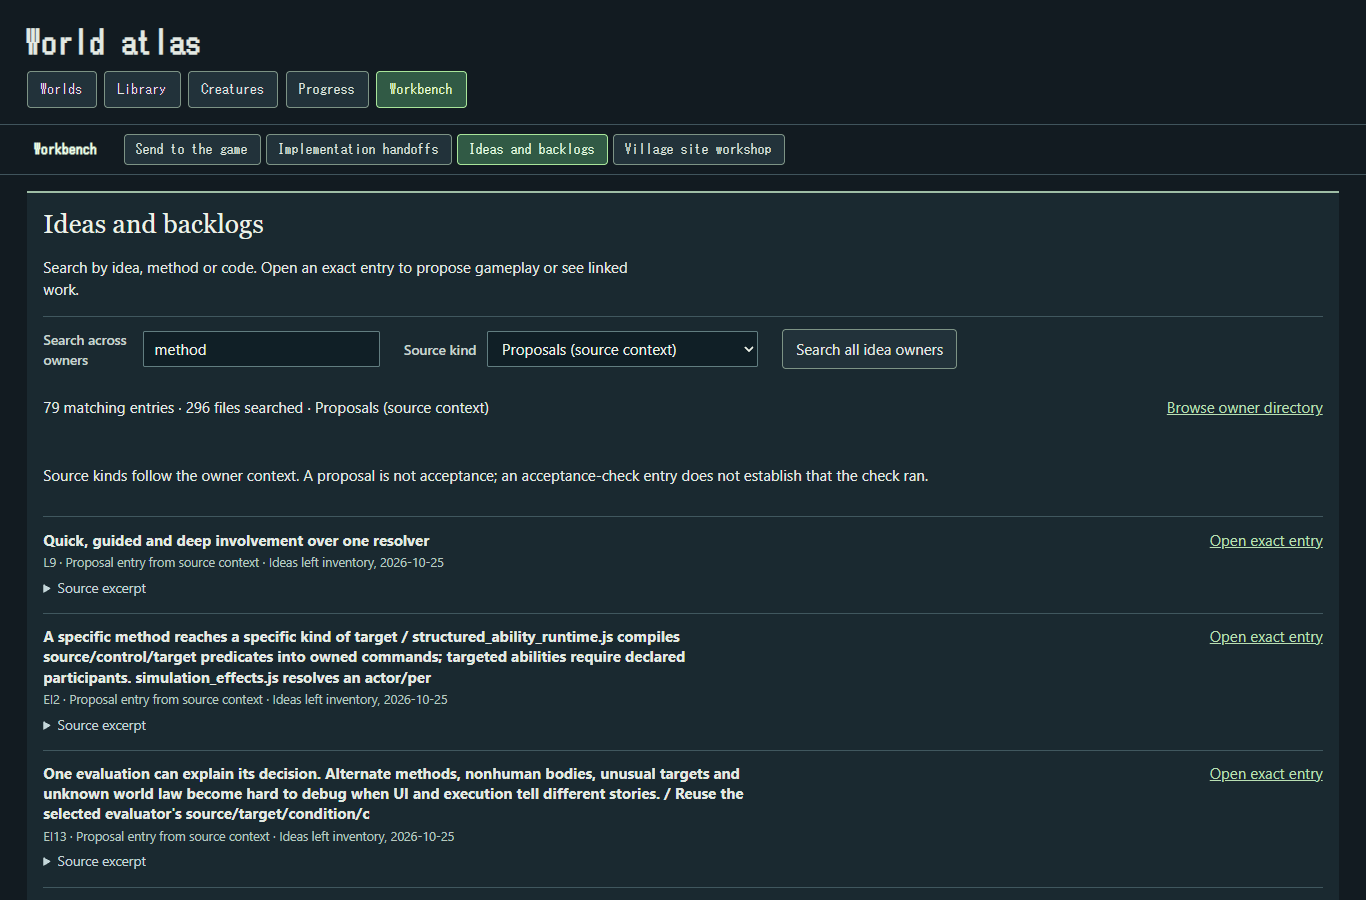 World atlas
Worlds
Library
Creatures
Progress
Workbench
Workbench
Send to the game
Implementation handoffs
Ideas and backlogs
Village site workshop
Ideas and backlogs
Search by idea, method or code. Open an exact entry to propose gameplay or see linked
work.
Search across
owners
method
Source kind
Proposals (source context)
Search all idea owners
79 matching entries · 296 files searched · Proposals (source context)
Browse owner directory
Source kinds follow the owner context. A proposal is not acceptance; an acceptance-check entry does not establish that the check ran.
Quick, guided and deep involvement over one resolver
Open exact entry
L9 · Proposal entry from source context · Ideas left inventory, 2026-10-25
Source excerpt
A specific method reaches a specific kind of target / structured_ability_runtime.js compiles
Open exact entry
source/control/target predicates into owned commands; targeted abilities require declared
participants. simulation_effects.js resolves an actor/per
EI2 · Proposal entry from source context · Ideas left inventory, 2026-10-25
Source excerpt
One evaluation can explain its decision. Alternate methods, nonhuman bodies, unusual targets and
Open exact entry
unknown world law become hard to debug when UI and execution tell different stories. / Reuse the
selected evaluator's source/target/condition/c
EI13 · Proposal entry from source context · Ideas left inventory, 2026-10-25
Source excerpt